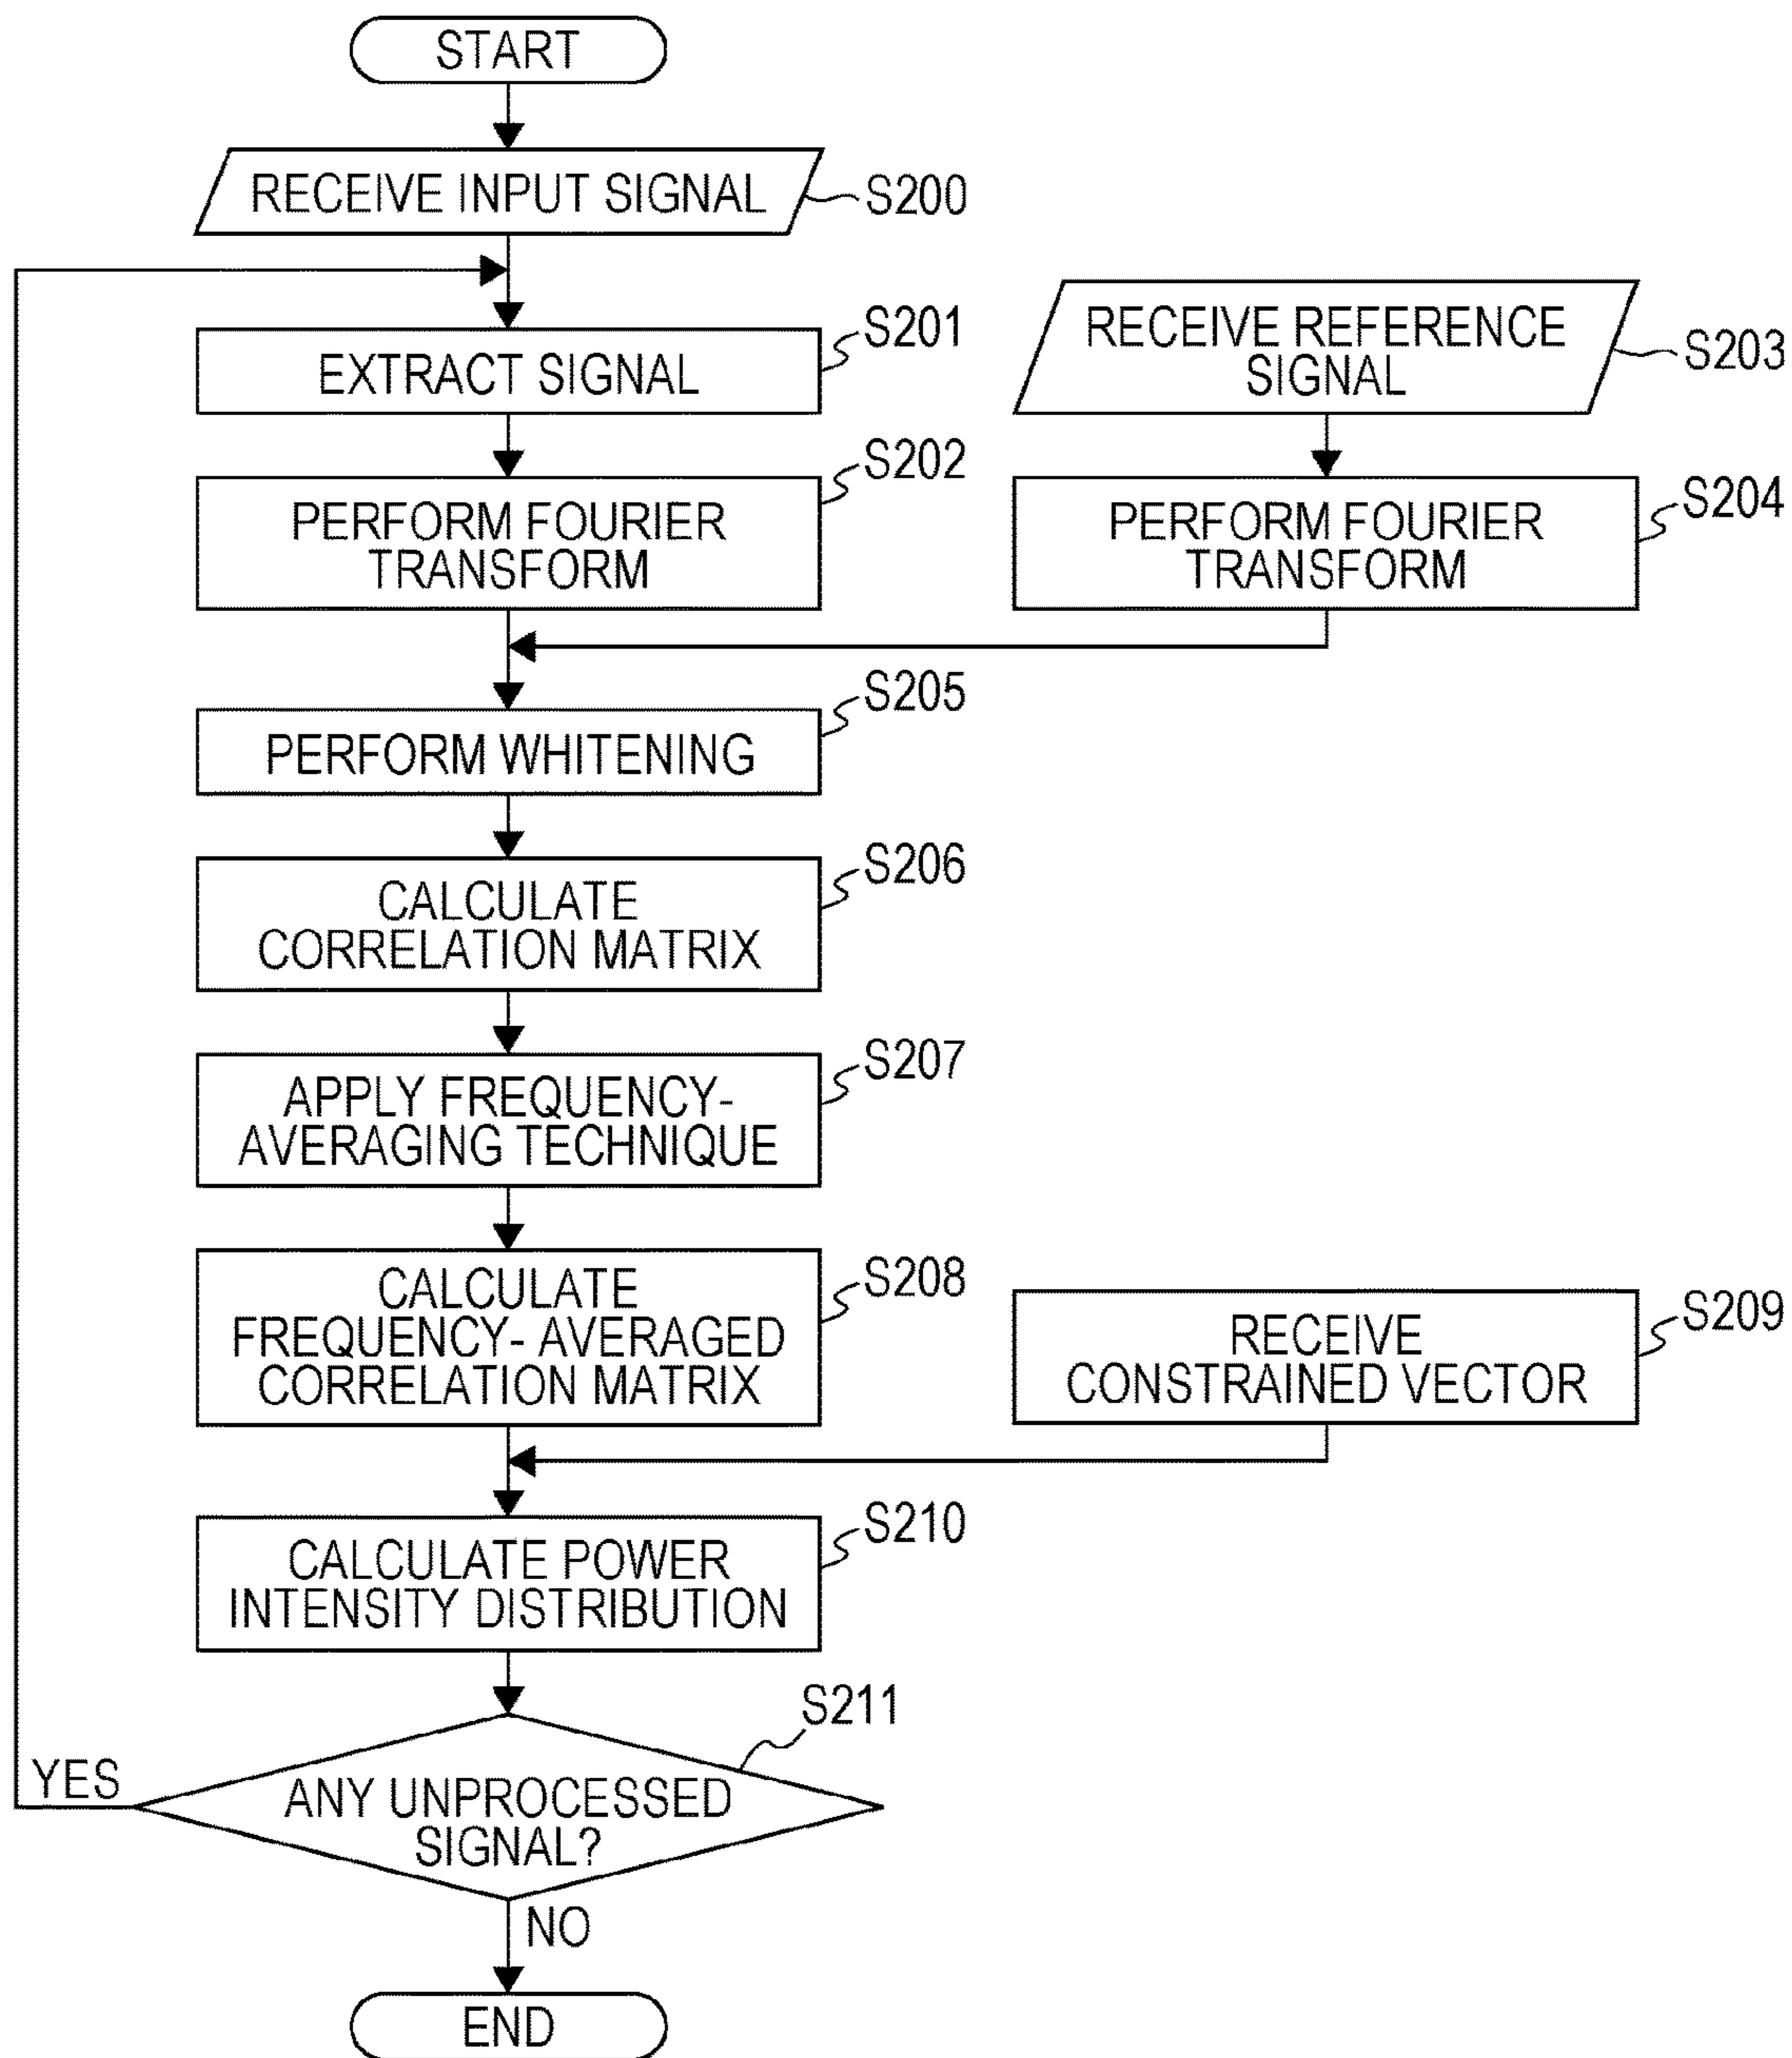 START
RECEIVE INPUT SIGNAL
S200
EXTRACT SIGNAL
S201
RECEIVE REFERENCE
SIGNAL
S203
PERFORM FOURIER
TRANSFORM
S202
PERFORM FOURIER
TRANSFORM
S204
PERFORM WHITENING
S205
CALCULATE
CORRELATION MATRIX
S206
APPLY FREQUENCY-
AVERAGING TECHNIQUE
S207
CALCULATE
FREQUENCY- AVERAGED
CORRELATION MATRIX
S208
RECEIVE
CONSTRAINED VECTOR
S209
CALCULATE POWER
INTENSITY DISTRIBUTION
S210
ANY UNPROCESSED
SIGNAL?
S211
YES
NO
END